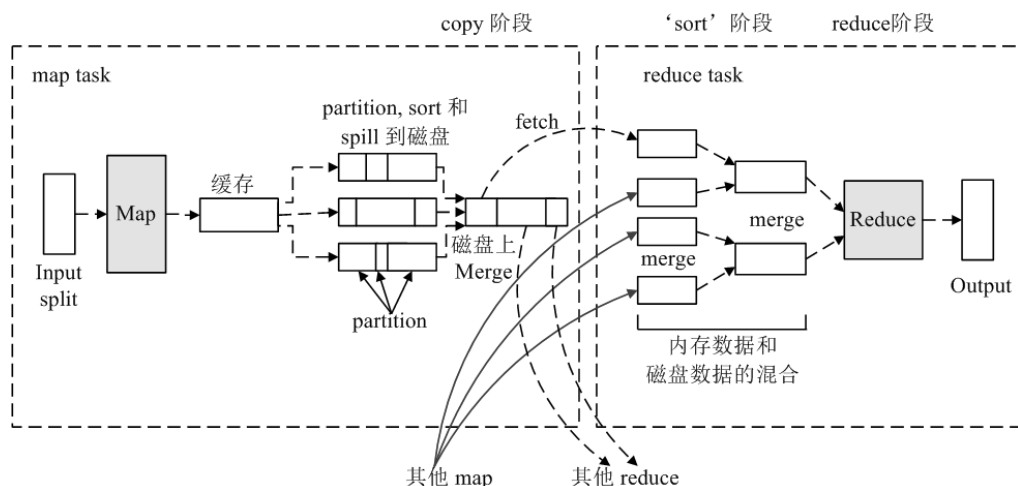 copy 阶段
‘sort’ 阶段
reduce阶段
map task
reduce task
partition, sort 和
spill 到磁盘
fetch
缓存
Map
merge
Reduce
磁盘上
Merge
merge
Input
split
Output
partition
内存数据和
磁盘数据的混合
其他 map
其他 reduce